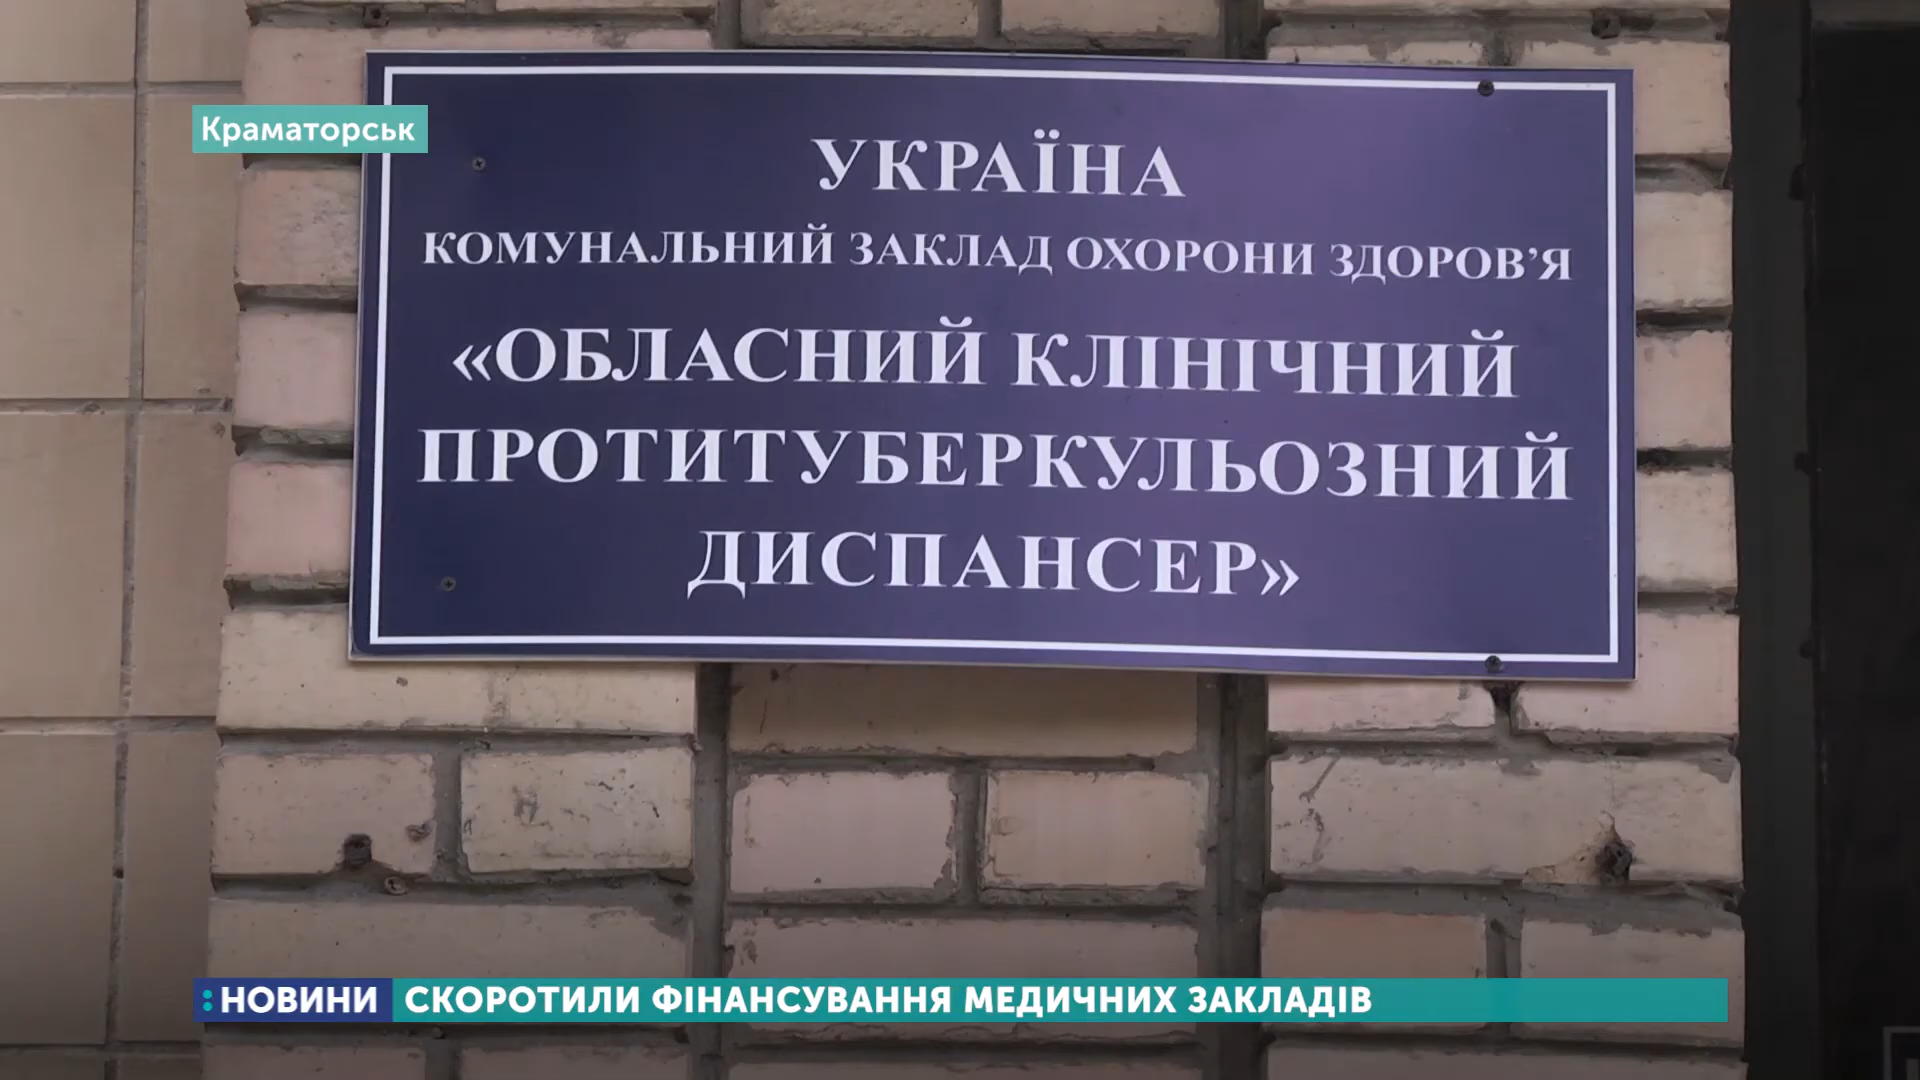 Краматорськ
УКРАЇНА
КОМУНАЛЬНИЙ ЗАКЛАД ОХОРОНИ ЗДОРОВ’Я
«ОБЛАСНИЙ КЛІНІЧНИЙ
ПРОТИТУБЕРКУЛЬОЗНИЙ
ДИСПАНСЕР»
НОВИНИ СКОРОТИЛИ ФІНАНСУВАННЯ МЕДИЧНИХ ЗАКЛАДІВ